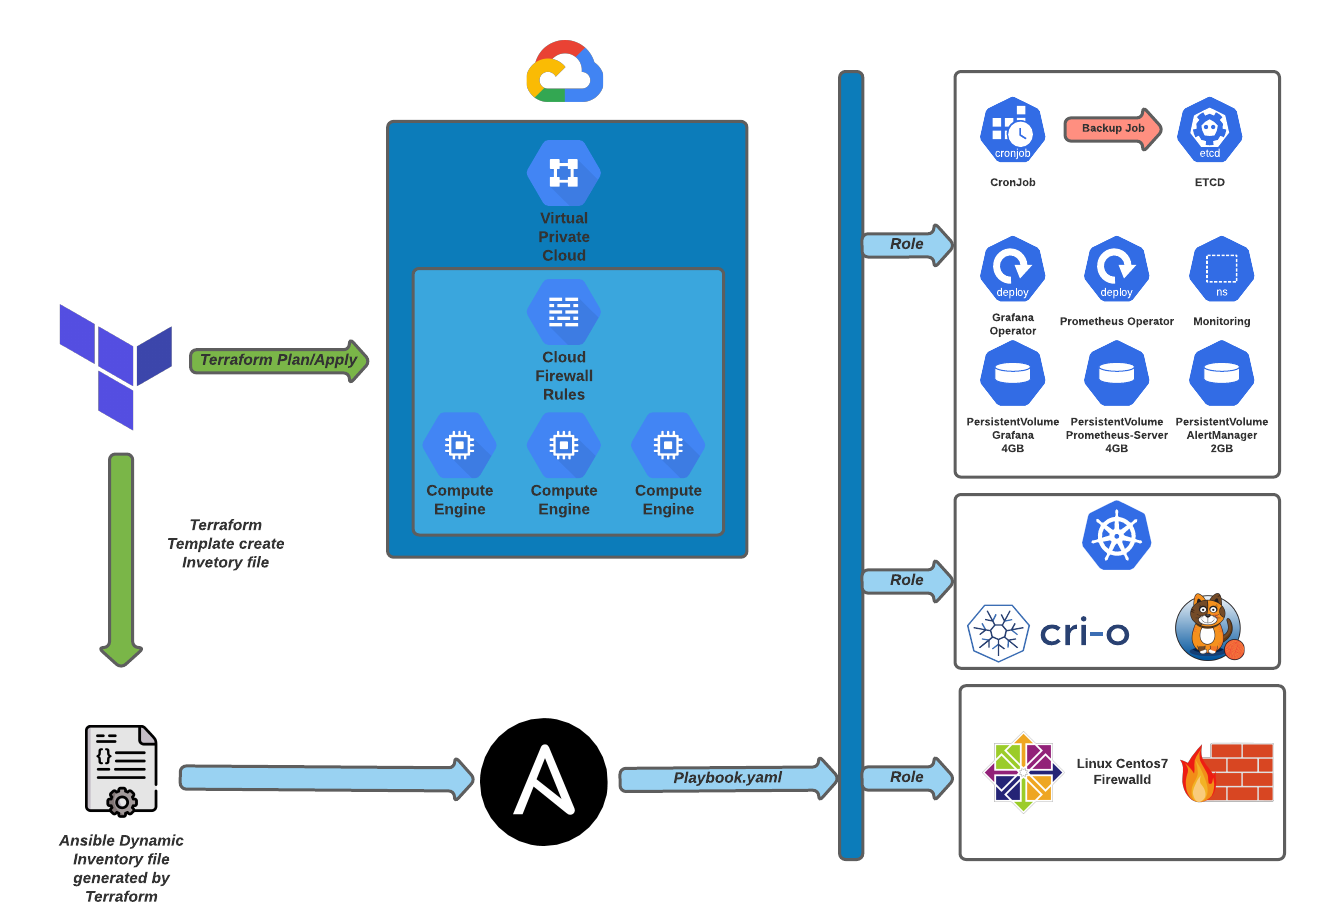 Virtual
Private
Cloud
Cloud
Firewall
Rules
Compute
Engine
Compute
Engine
Compute
Engine
Terraform Plan/Apply
Terraform
Template create
Invetory file
{}
Ansible Dynamic
Inventory file
generated by
Terraform
Playbook.yaml
Role
Role
Role
cronjob
CronJob
Backup Job
etcd
ETCD
deploy
Grafana
Operator
deploy
Prometheus Operator
ns
Monitoring
PersistentVolume
Grafana
4GB
PersistentVolume
Prometheus-Server
4GB
PersistentVolume
AlertManager
2GB
cri-o
Linux Centos7
Firewalld